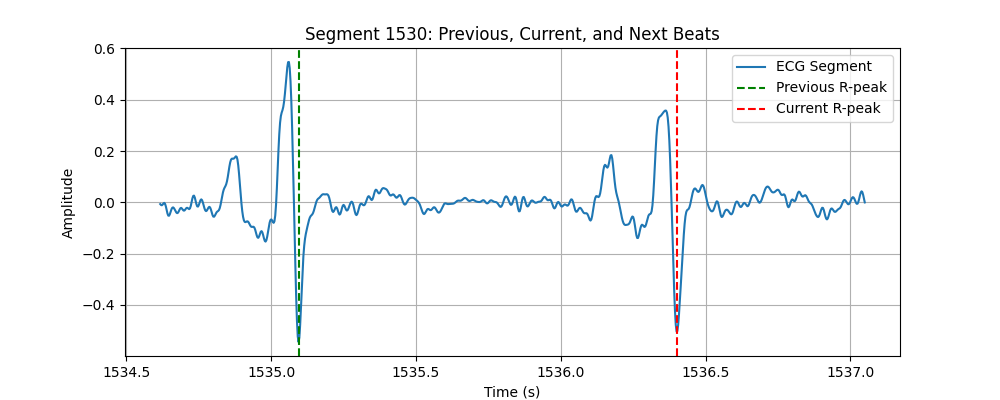 Segment 1530: Previous, Current, and Next Beats
ECG Segment
Previous R-peak
Current R-peak
0.6
0.4
0.2
0.0
−0.2
−0.4
Amplitude
1534.5 1535.0 1535.5 1536.0 1536.5 1537.0
Time (s)